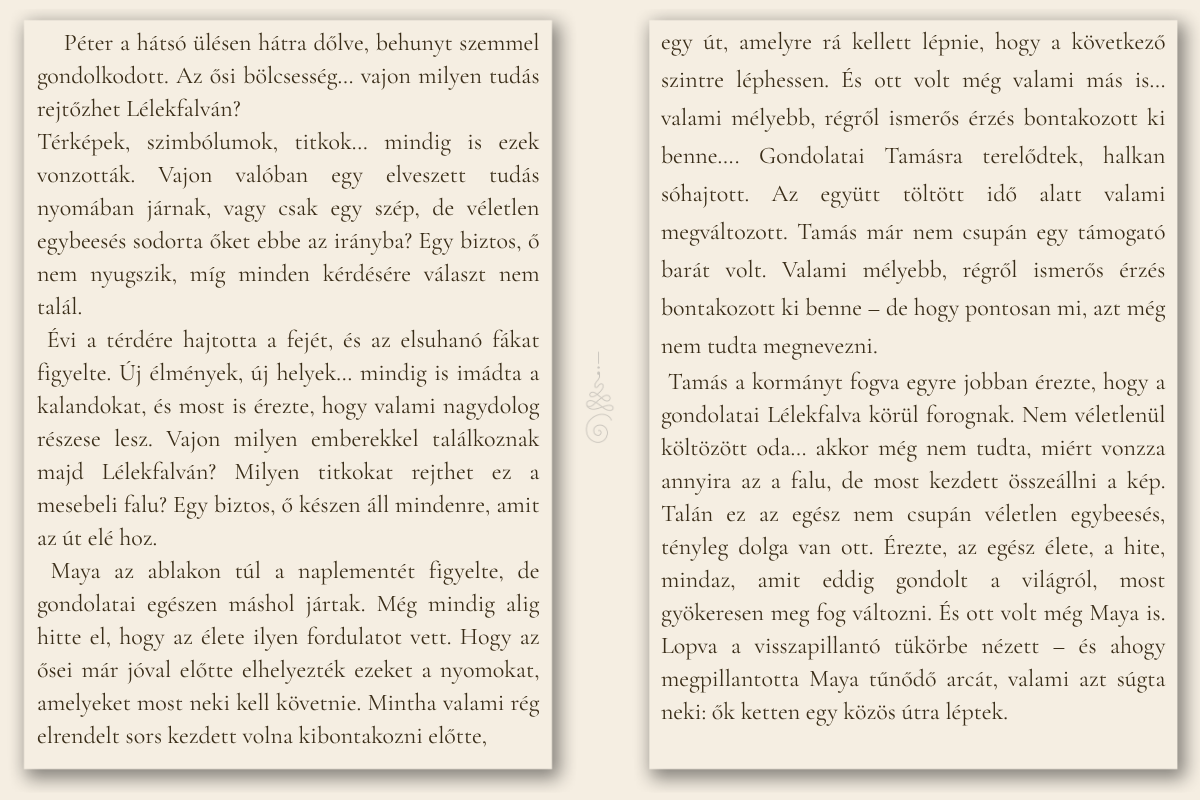 Péter a hátsó ülésen hátra dőlve, behunyt szemmel
gondolkodott. Az ősi bölcsesség... vajon milyen tudás
rejtőzhet Lélekfalván?
Térképek, szimbólumok, titkok... mindig is ezek
vonzották. Vajon valóban egy elveszett tudás
nyomában járnak, vagy csak egy szép, de véletlen
egybeesés sodorta őket ebbe az irányba? Egy biztos, ő
nem nyugszik, míg minden kérdésére választ nem
talál.
Évi a térdére hajtotta a fejét, és az elsuhanó fákat
figyelte. Új élmények, új helyek... mindig is imádta a
kalandokat, és most is érezte, hogy valami nagydolog
részese lesz. Vajon milyen emberekkel találkoznak
majd Lélekfalván? Milyen titkokat rejthet ez a
mesebeli falu? Egy biztos, ő készen áll mindenre, amit
az út elé hoz.
Maya az ablakon túl a naplementét figyelte, de
gondolatai egészen máshol jártak. Még mindig alig
hitte el, hogy az élete ilyen fordulatot vett. Hogy az
ősei már jóval előtte elhelyezték ezeket a nyomokat,
amelyeket most neki kell követnie. Mintha valami rég
elrendelt sors kezdett volna kibontakozni előtte,
egy út, amelyre rá kellett lépnie, hogy a következő
szintre léphessen. És ott volt még valami más is...
valami mélyebb, régről ismerős érzés bontakozott ki
benne.... Gondolatai Tamásra terelődtek, halkan
sóhajtott. Az együtt töltött idő alatt valami
megváltozott. Tamás már nem csupán egy támogató
barát volt. Valami mélyebb, régről ismerős érzés
bontakozott ki benne – de hogy pontosan mi, azt még
nem tudta megnevezni.
Tamás a kormányt fogva egyre jobban érezte, hogy a
gondolatai Lélekfalva körül forognak. Nem véletlenül
költözött oda... akkor még nem tudta, miért vonzza
annyira az a falu, de most kezdett összeállni a kép.
Talán ez az egész nem csupán véletlen egybeesés,
tényleg dolga van ott. Érezte, az egész élete, a hite,
mindaz, amit eddig gondolt a világról, most
gyökeresen meg fog változni. És ott volt még Maya is.
Lopva a visszapillantó tükörbe nézett – és ahogy
megpillantotta Maya tűnődő arcát, valami azt súgta
neki: ők ketten egy közös útra léptek.